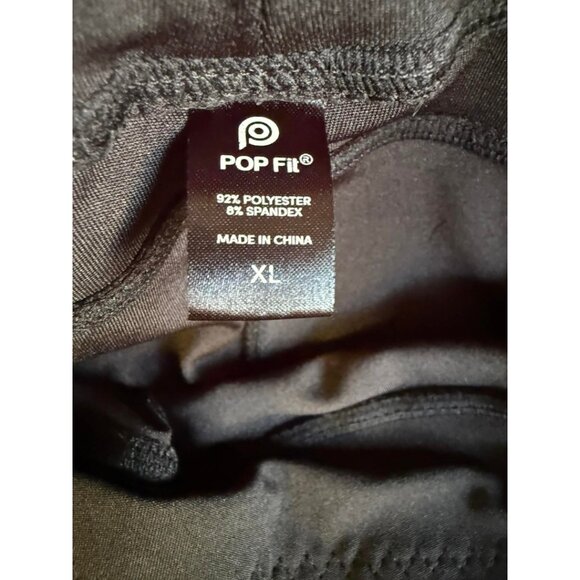 POP Fit®
92% POLYESTER
8% SPANDEX
MADE IN CHINA
XL